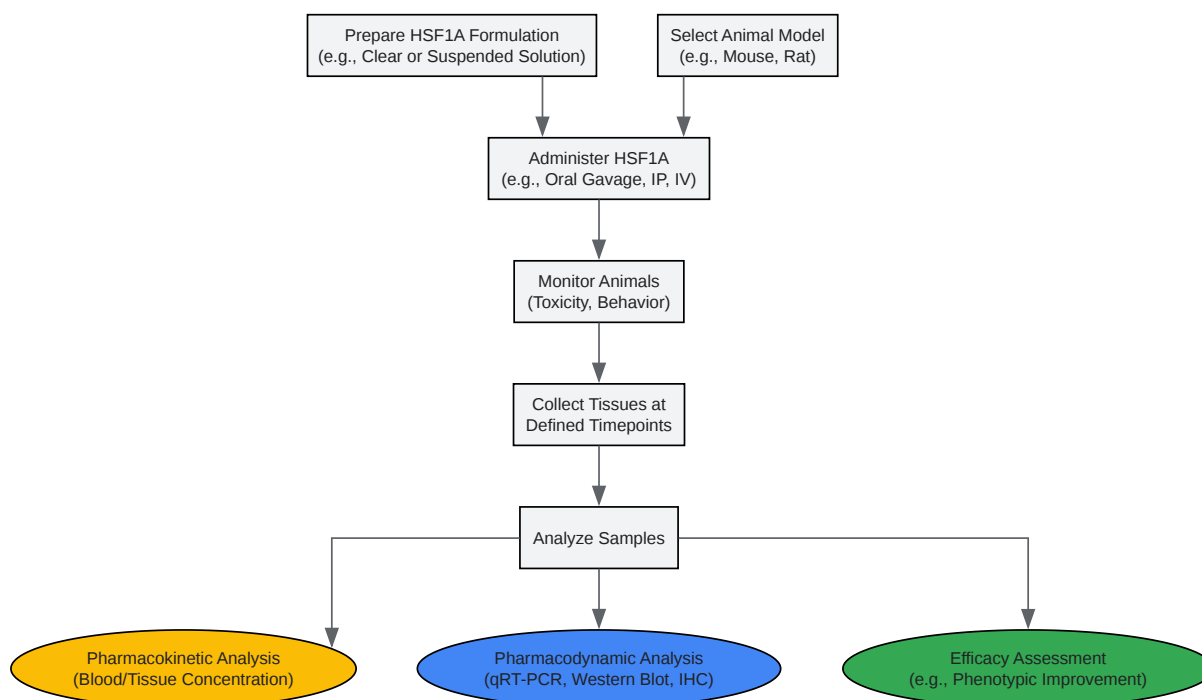 Prepare HSF1A Formulation
(e.g., Clear or Suspended Solution)
Select Animal Model
(e.g., Mouse, Rat)
Administer HSF1A
(e.g., Oral Gavage, IP, IV)
Monitor Animals
(Toxicity, Behavior)
Collect Tissues at
Defined Timepoints
Analyze Samples
Pharmacokinetic Analysis
(Blood/Tissue Concentration)
Pharmacodynamic Analysis
(qRT-PCR, Western Blot, IHC)
Efficacy Assessment
(e.g., Phenotypic Improvement)